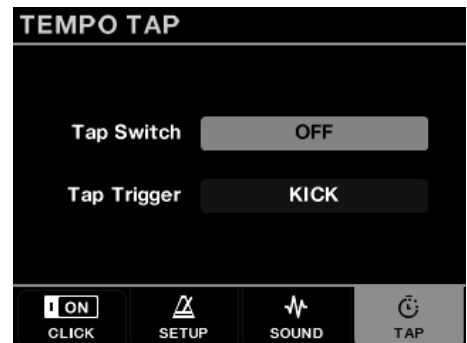 TEMPO TAP
Tap Switch OFF
Tap Trigger KICK
I ON
CLICK SETUP SOUND TAP